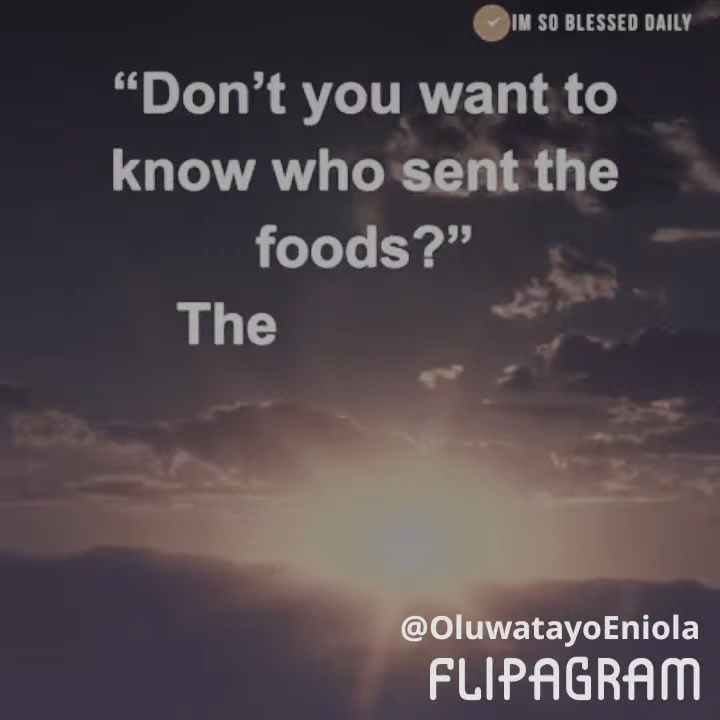 IM SO BLESSED DAILY
“Don’t you want to
know who sent the
foods?”
The
@OluwatayoEniola
FLIPAGRAM